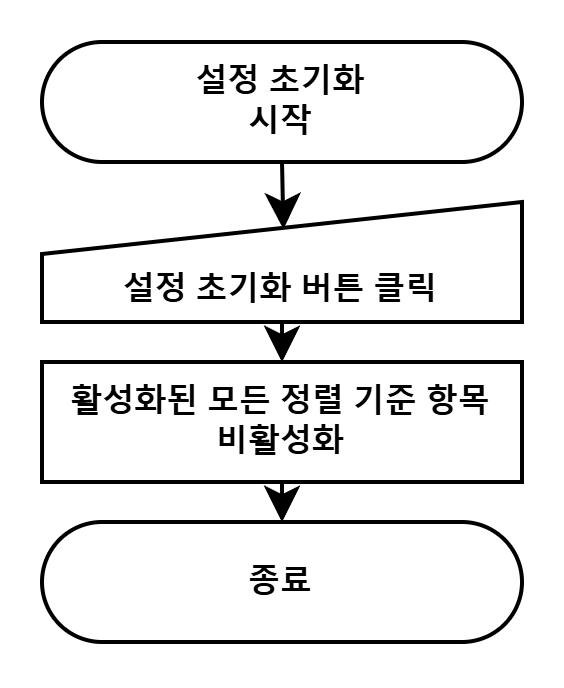 설정 초기화
시작
설정 초기화 버튼 클릭
활성화된 모든 정렬 기준 항목
비활성화
종료